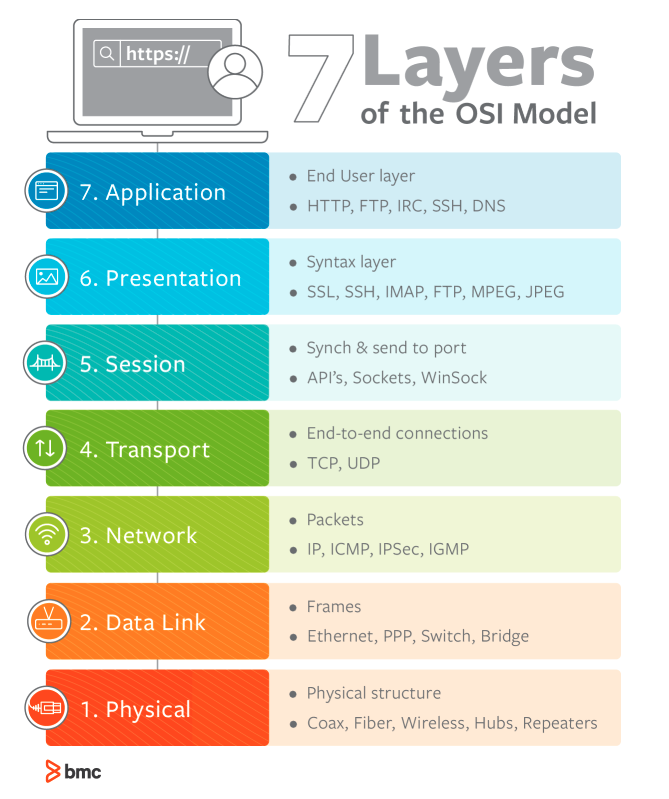 https://
7 Layers
of the OSI Model
7. Application
• End User layer
• HTTP, FTP, IRC, SSH, DNS
6. Presentation
• Syntax layer
• SSL, SSH, IMAP, FTP, MPEG, JPEG
5. Session
• Synch & send to port
• API's, Sockets, WinSock
4. Transport
• End-to-end connections
• TCP, UDP
3. Network
• Packets
• IP, ICMP, IPSec, IGMP
2. Data Link
• Frames
• Ethernet, PPP, Switch, Bridge
1. Physical
• Physical structure
• Coax, Fiber, Wireless, Hubs, Repeaters
bmc